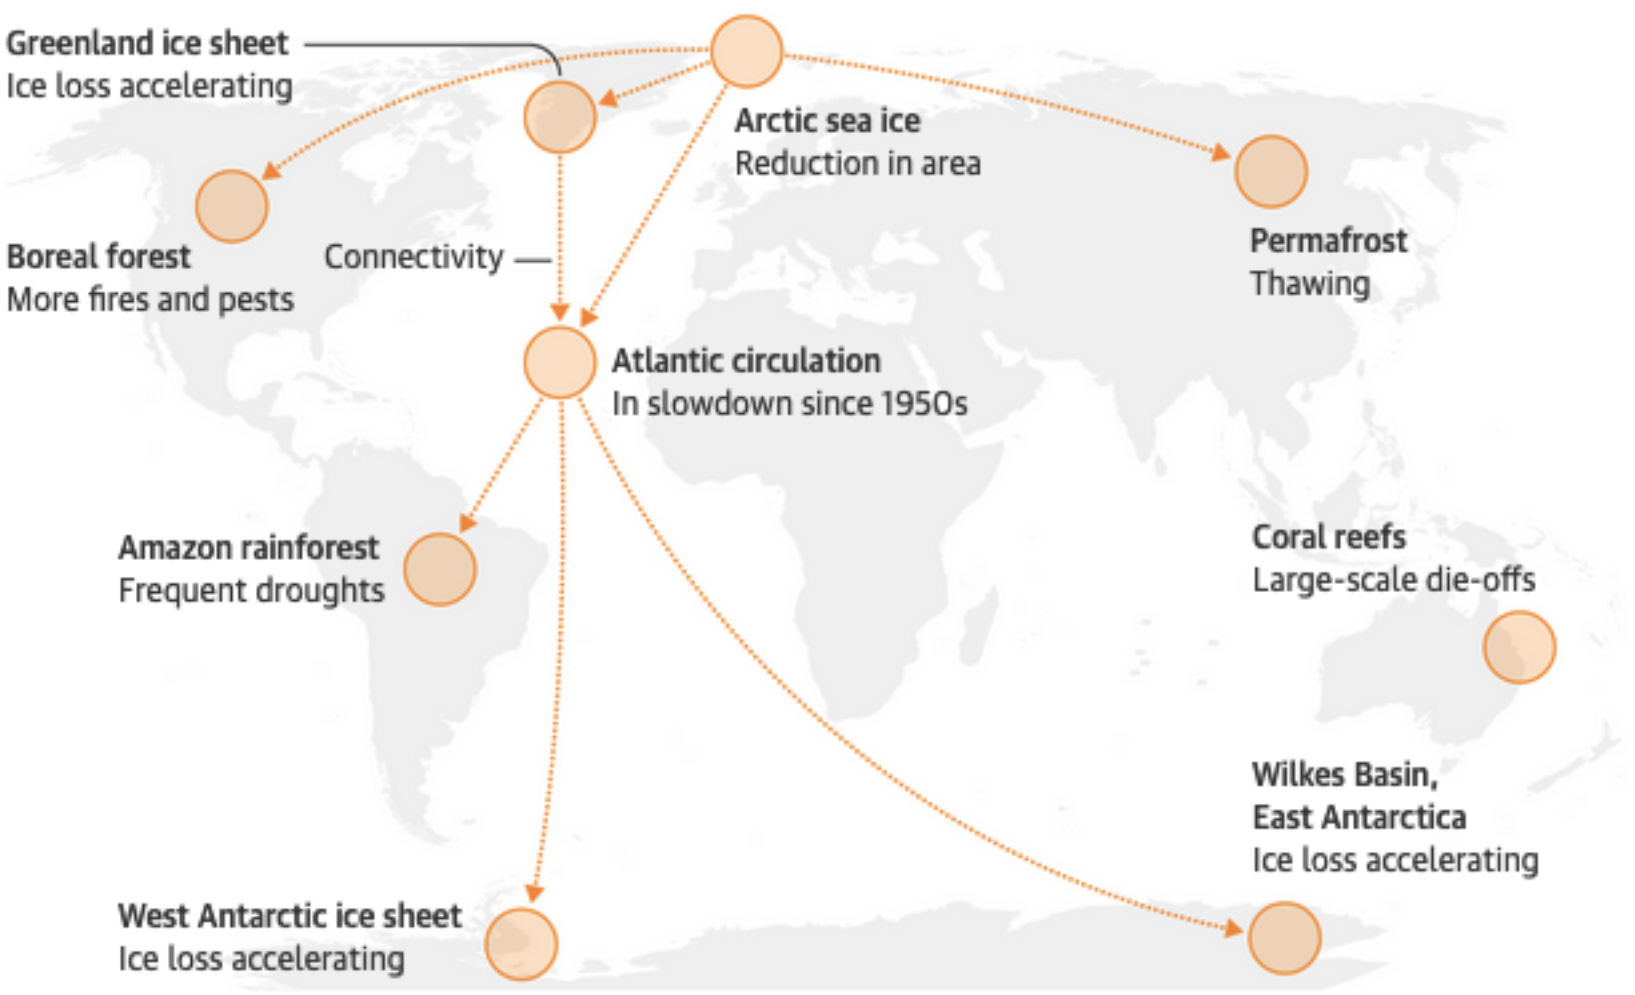 Greenland ice sheet
Ice loss accelerating
Arctic sea ice
Reduction in area
Boreal forest
More fires and pests
Connectivity
Permafrost
Thawing
Atlantic circulation
In slowdown since 1950s
Amazon rainforest
Frequent droughts
Coral reefs
Large-scale die-offs
Wilkes Basin,
East Antarctica
Ice loss accelerating
West Antarctic ice sheet
Ice loss accelerating